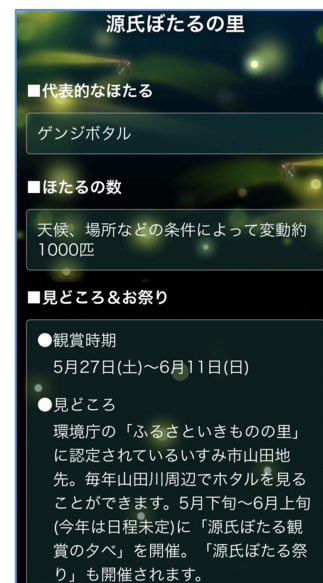 源氏ぼたるの里
■代表的なほたる
ゲンジボタル
■ほたるの数
天候、場所などの条件によって変動約
1000匹
■見どころ＆お祭り
●観賞時期
5月27日(土)〜6月11日(日)
●見どころ
環境庁の「ふるさといきものの里」
に認定されているいすみ市山田地
先。毎年山田川周辺でホタルを見る
ことができます。5月下旬〜6月上旬
(今年は日程未定)に「源氏ぼたる観
賞の夕べ」を開催。「源氏ぼたる祭
り」も開催されます。